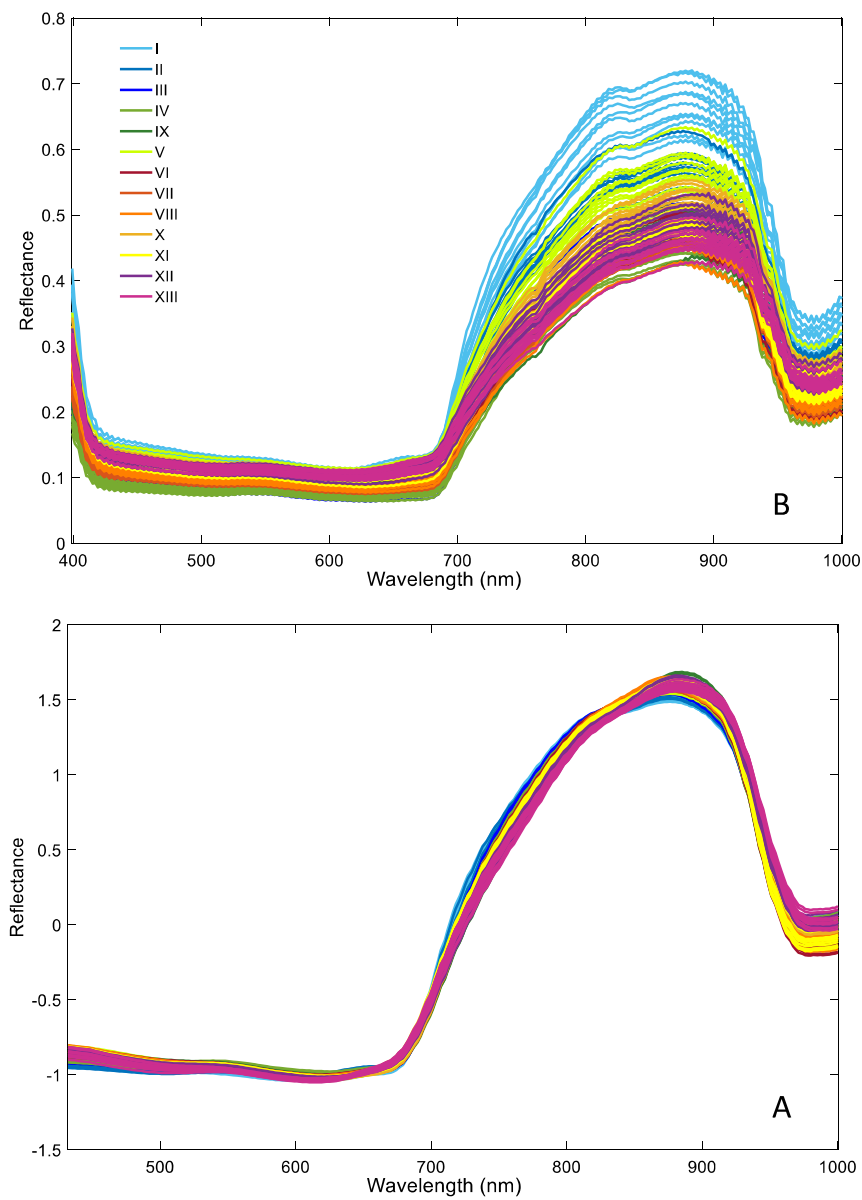 0.8
0.7
0.6
0.5
0.4
0.3
0.2
0.1
0
Reflectance
I
II
III
IV
IX
V
VI
VII
VIII
X
XI
XII
XIII
B
400 500 600 700 800 900 1000
Wavelength (nm)
2
1.5
1
0.5
0
-0.5
-1
-1.5
Reflectance
A
500 600 700 800 900 1000
Wavelength (nm)